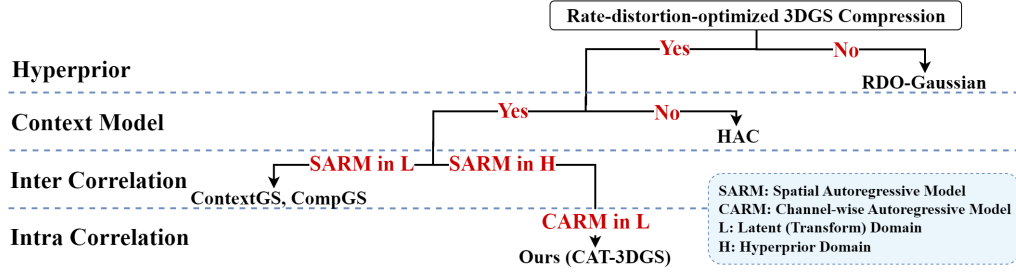 Rate-distortion-optimized 3DGS Compression
Yes
No
Hyperprior
RDO-Gaussian
Context Model
Yes
No
HAC
SARM in L
SARM in H
Inter Correlation
ContextGS, CompGS
CARM in L
Intra Correlation
Ours (CAT-3DGS)
SARM: Spatial Autoregressive Model
CARM: Channel-wise Autoregressive Model
L: Latent (Transform) Domain
H: Hyperprior Domain